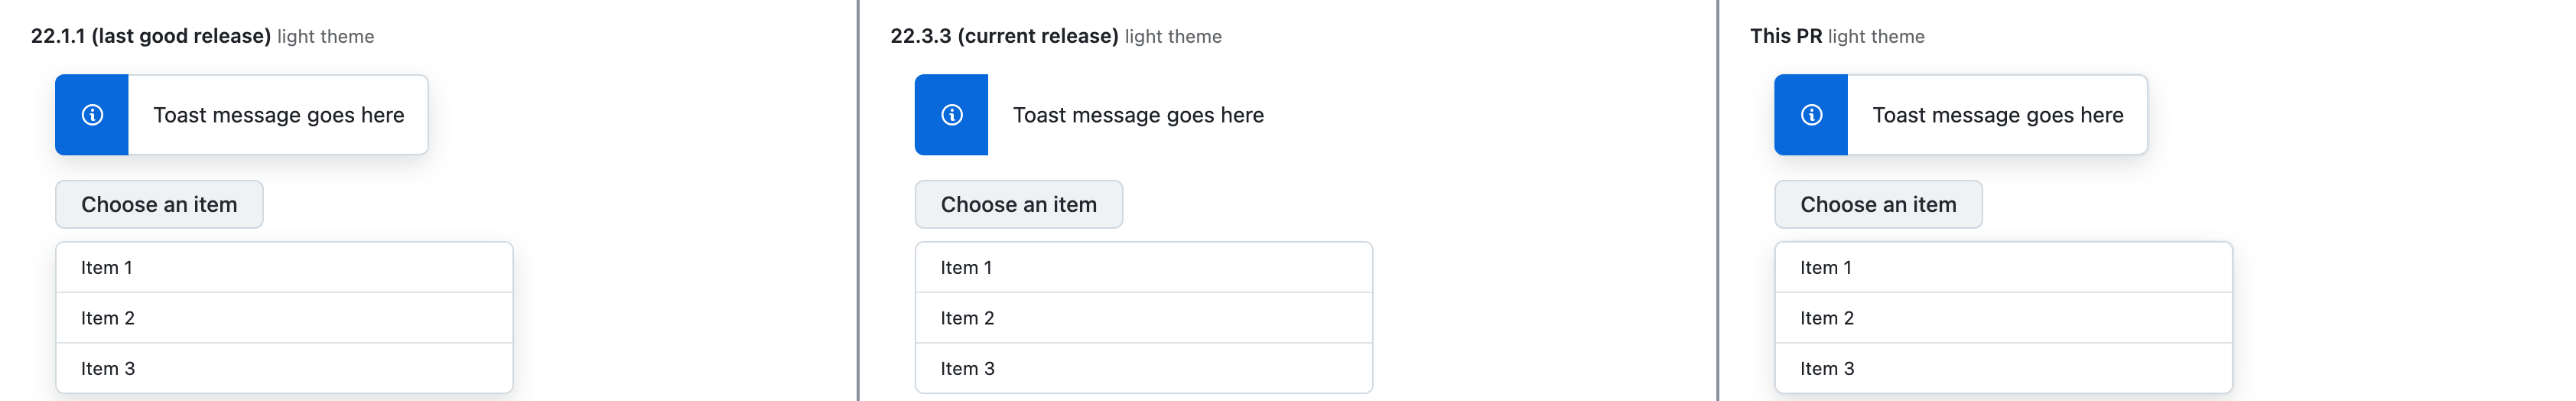 22.1.1 (last good release) light theme
Toast message goes here
Choose an item
Item 1
Item 2
Item 3
22.3.3 (current release) light theme
Toast message goes here
Choose an item
Item 1
Item 2
Item 3
This PR light theme
Toast message goes here
Choose an item
Item 1
Item 2
Item 3